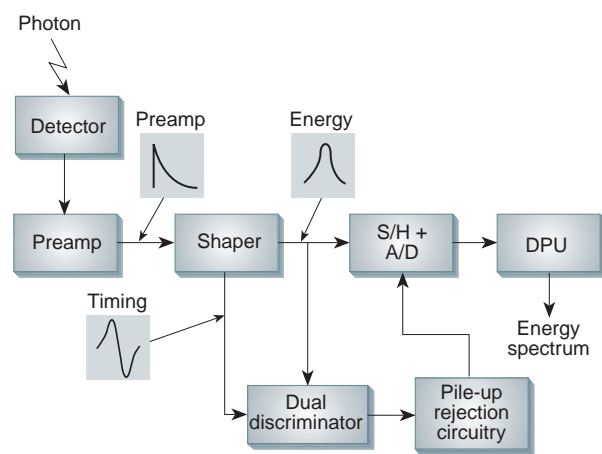 Photon
Detector
Preamp
Energy
Preamp
Shaper
S/H +
A/D
DPU
Timing
Energy
spectrum
Dual
discriminator
Pile-up
rejection
circuitry